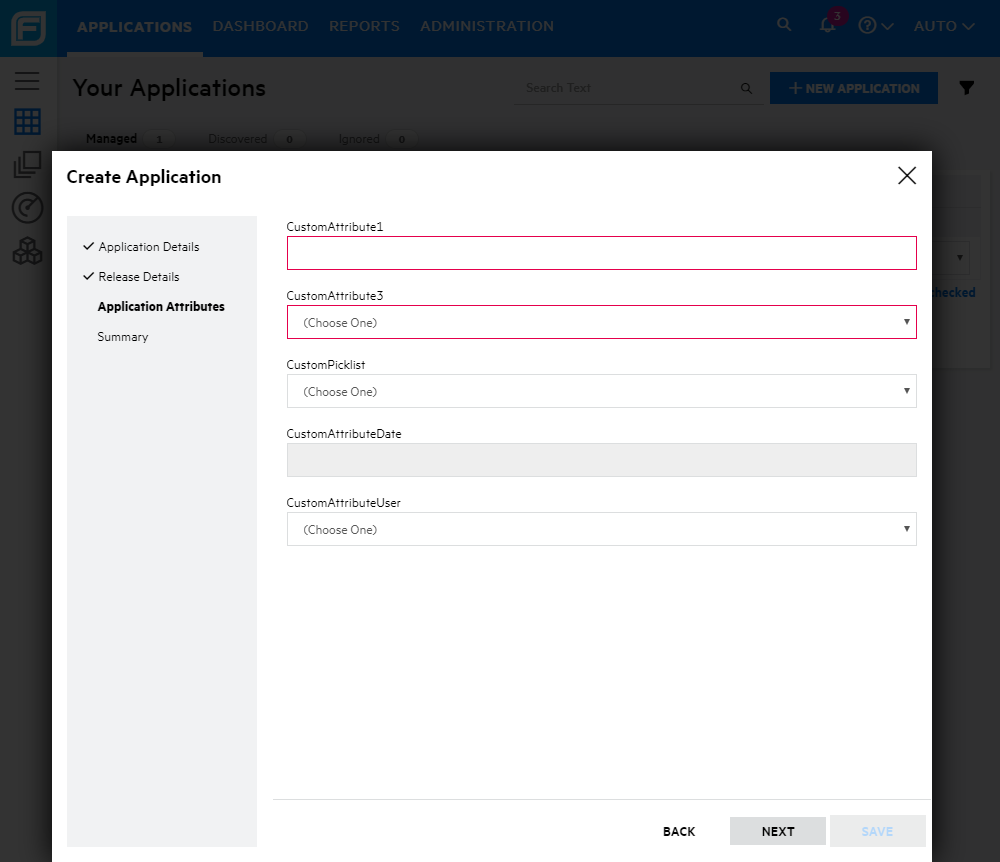 APPLICATIONS DASHBOARD REPORTS ADMINISTRATION 3 AUTO
Your Applications Search Text + NEW APPLICATION
Managed 1 Discovered 0 Ignored 0
Create Application
Application Details
Release Details
Application Attributes
Summary
CustomAttribute1
CustomAttribute3
(Choose One)
CustomPicklist
(Choose One)
CustomAttributeDate
CustomAttributeUser
(Choose One)
checked
BACK NEXT SAVE